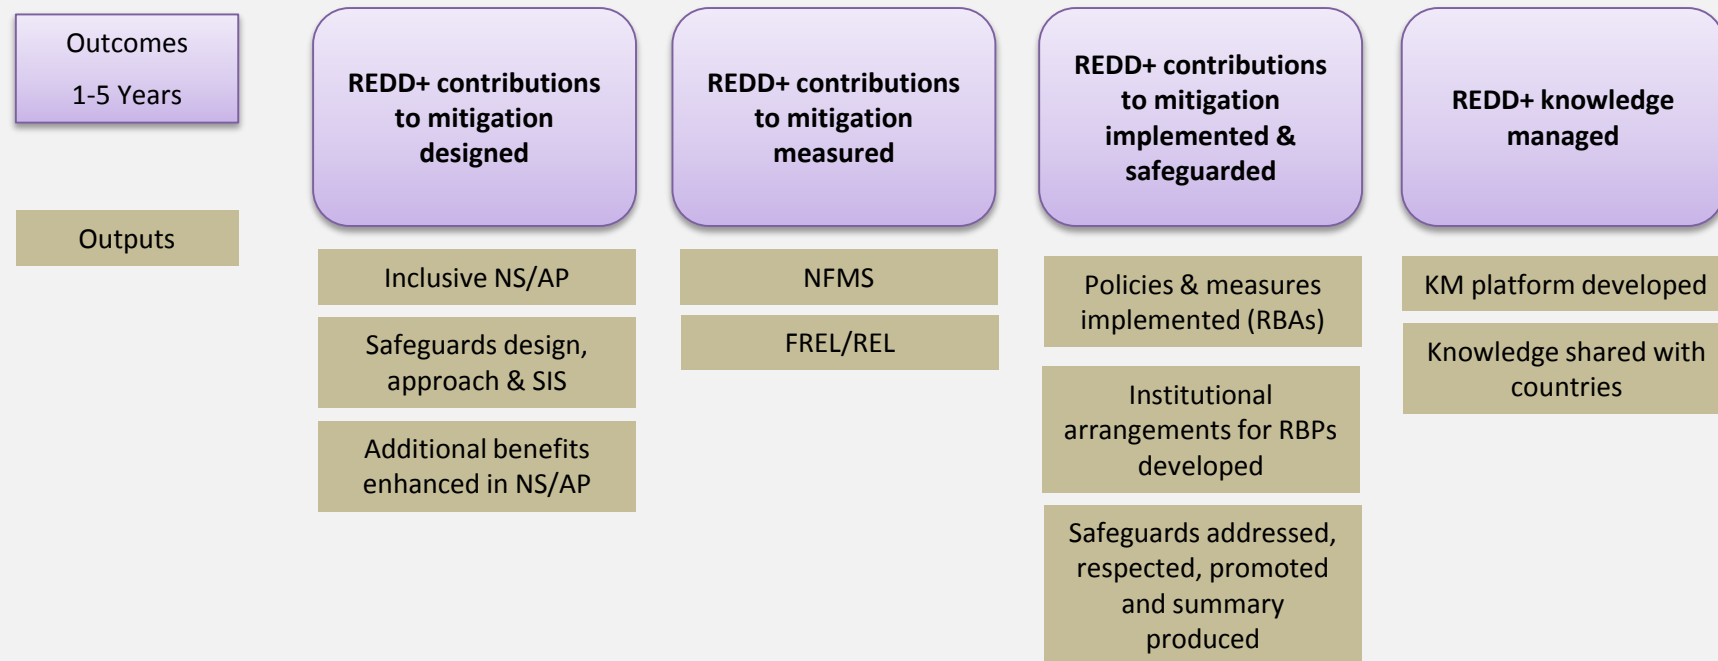 Outcomes
1-5 Years
Outputs
REDD+ contributions
to mitigation
designed
Inclusive NS/AP
Safeguards design,
approach & SIS
Additional benefits
enhanced in NS/AP
REDD+ contributions
to mitigation
measured
NFMS
FREL/REL
REDD+ contributions
to mitigation
implemented &
safeguarded
Policies & measures
implemented (RBAs)
Institutional
arrangements for RBPs
developed
Safeguards addressed,
respected, promoted
and summary
produced
REDD+ knowledge
managed
KM platform developed
Knowledge shared with
countries